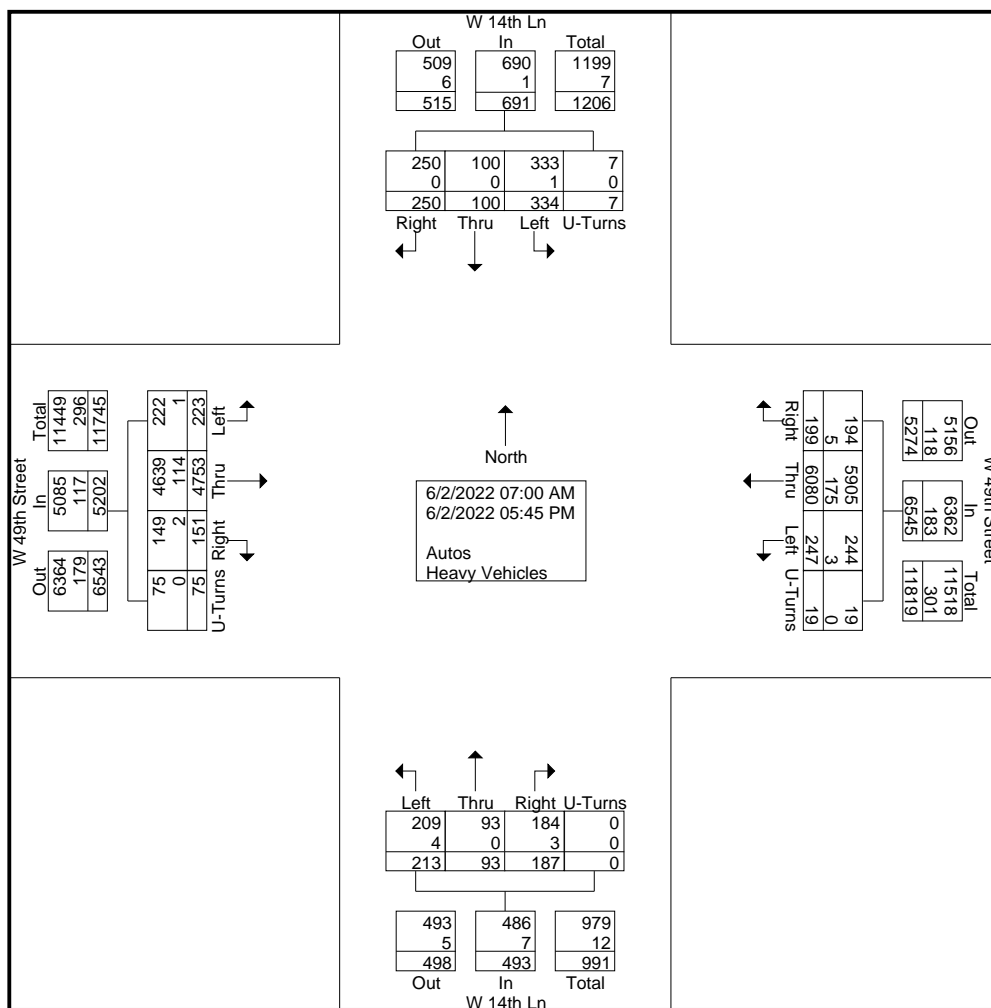 W 14th Ln
Out In Total
509 690 1199
6 1 7
515 691 1206
250 100 333 7
0 0 1 0
250 100 334 7
Right Thru Left U-Turns
W 49th Street
Total In Out
11449 5085 6364
296 117 179
11745 5202 6543
222 4639 149 75
1 114 2 0
223 4753 151 75
Left Thru Right U-Turns
North
6/2/2022 07:00 AM
6/2/2022 05:45 PM
Autos
Heavy Vehicles
Right Thru Left U-Turns
194 5905 244 19
5 175 3 0
199 6080 247 19
W 49th Street
Out In Total
5156 6362 11518
118 183 301
5274 6545 11819
Left Thru Right U-Turns
209 93 184 0
4 0 3 0
213 93 187 0
493 486 979
5 7 12
498 493 991
Out In Total
W 14th Ln